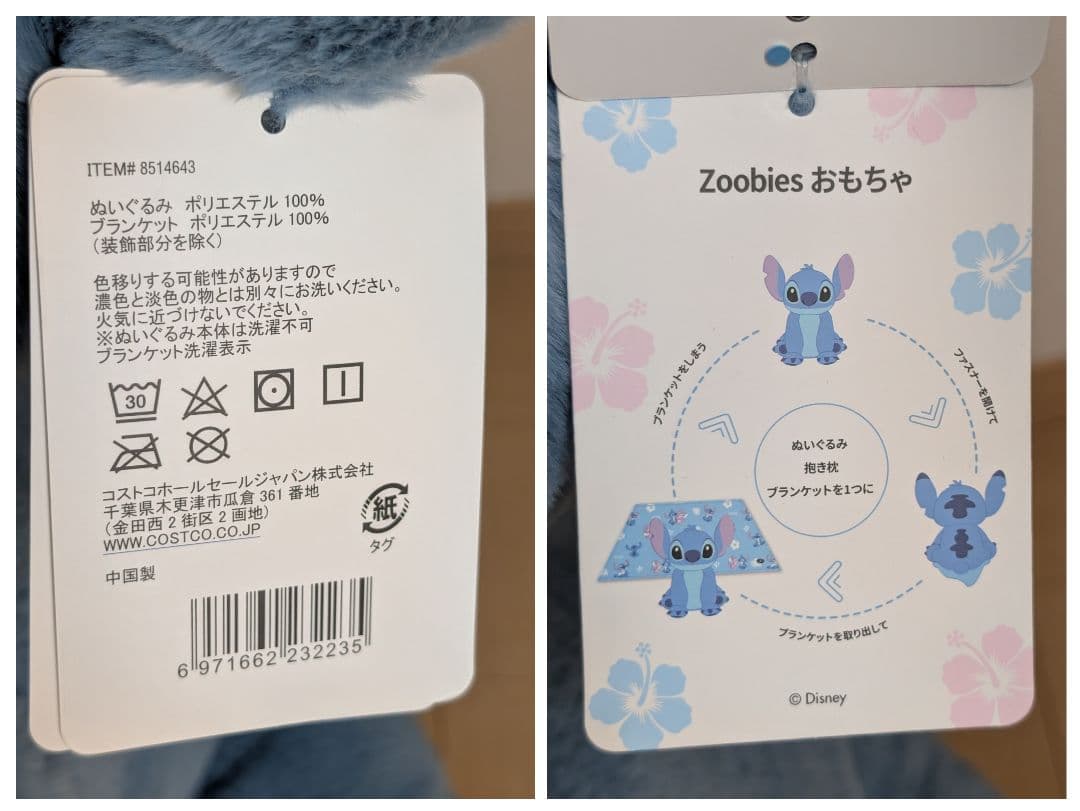 ITEM# 8514643
ぬいぐるみ ポリエステル 100%
ブランケット ポリエステル 100%
(装飾部分を除く)
色移りする可能性がありますので
濃色と淡色の物とは別々にお洗いください。
火気に近づけないでください。
※ぬいぐるみ本体は洗濯不可
ブランケット洗濯表示
30
コストコホールセールジャパン株式会社
千葉県木更津市瓜倉 361 番地
(金田西 2 街区 2 画地)
WWW.COSTCO.CO.JP
紙
タグ
中国製
6 971662 232235
Zoobies おもちゃ
ブランケットをしまう
ファスナーを開けて
ぬいぐるみ
抱き枕
ブランケットを1つに
ブランケットを取り出して
© Disney